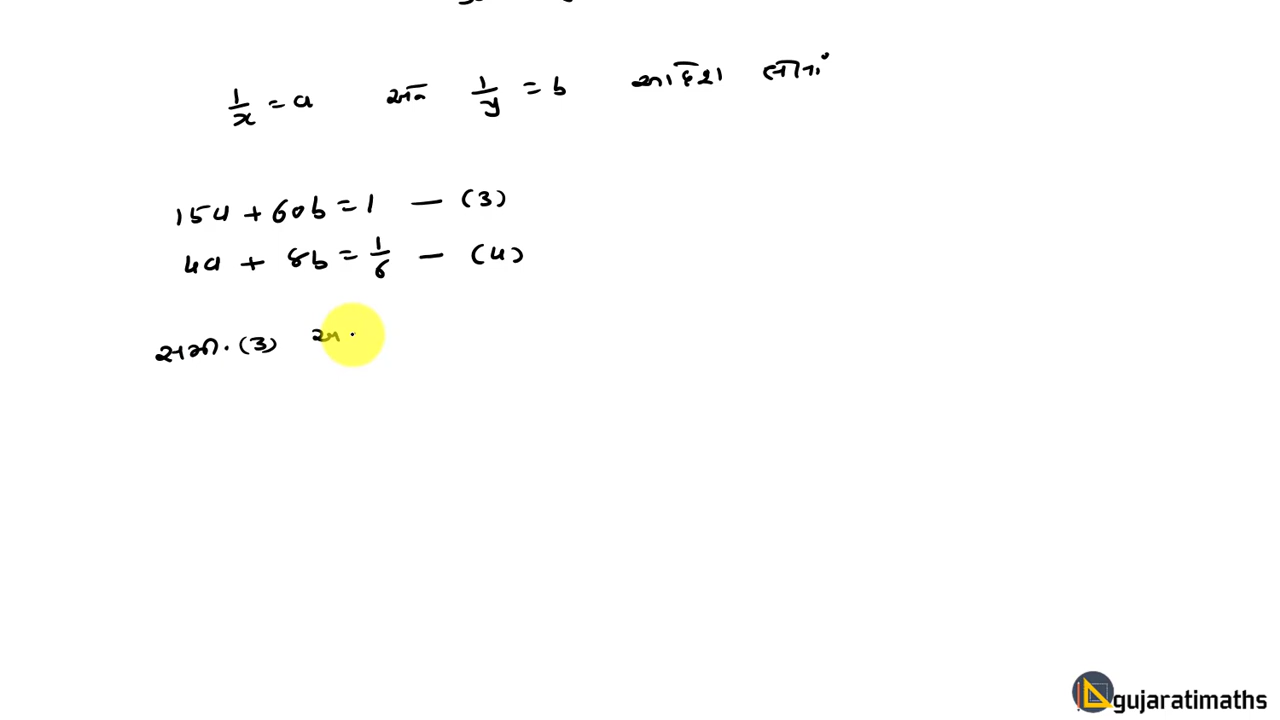 1/x = a અને 1/y = b આદેશ લેતાં
15a + 60b = 1 — (3)
4a + 8b = 1/6 — (4)
સમી. (3) અ
gujaratimaths